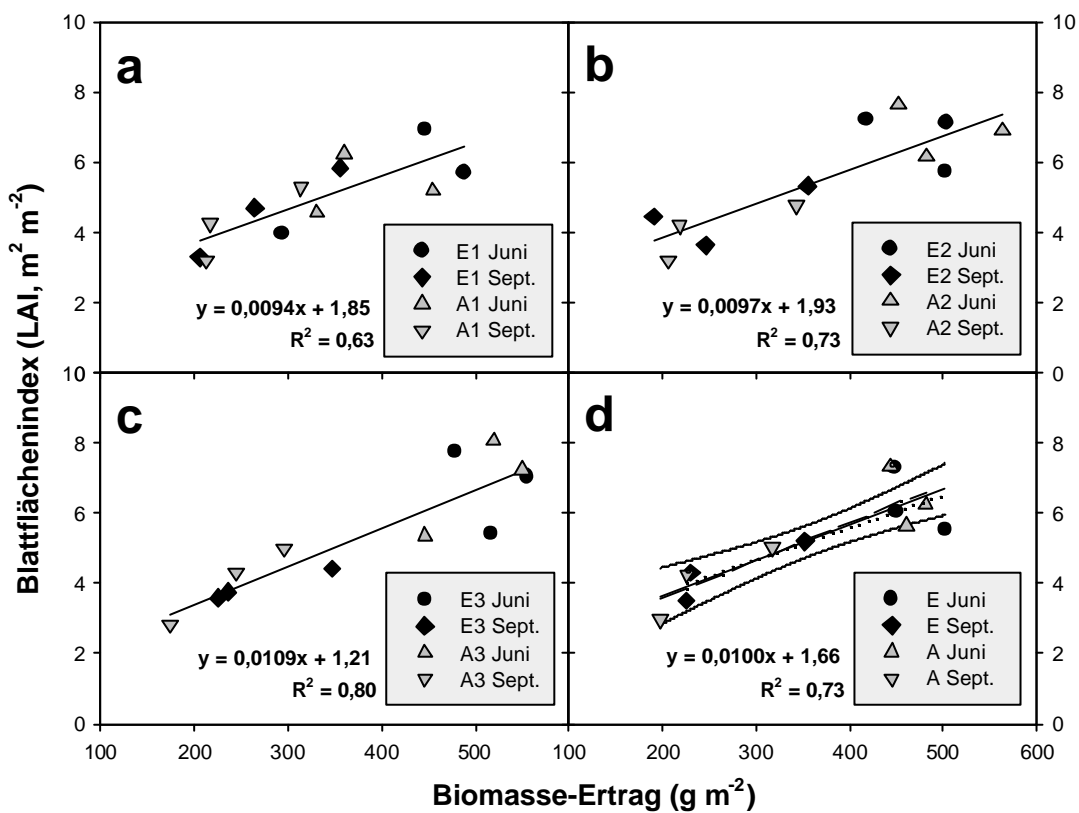 Blattflächenindex (LAI, m² m⁻²)
10
8
6
4
2
0
a
E1 Juni
E1 Sept.
A1 Juni
A1 Sept.
y = 0,0094x + 1,85
R² = 0,63
b
E2 Juni
E2 Sept.
A2 Juni
A2 Sept.
y = 0,0097x + 1,93
R² = 0,73
10
8
6
4
2
0
10
8
6
4
2
0
c
E3 Juni
E3 Sept.
A3 Juni
A3 Sept.
y = 0,0109x + 1,21
R² = 0,80
d
E Juni
E Sept.
A Juni
A Sept.
y = 0,0100x + 1,66
R² = 0,73
8
6
4
2
0
100 200 300 400 500 100 200 300 400 500 600
Biomasse-Ertrag (g m⁻²)